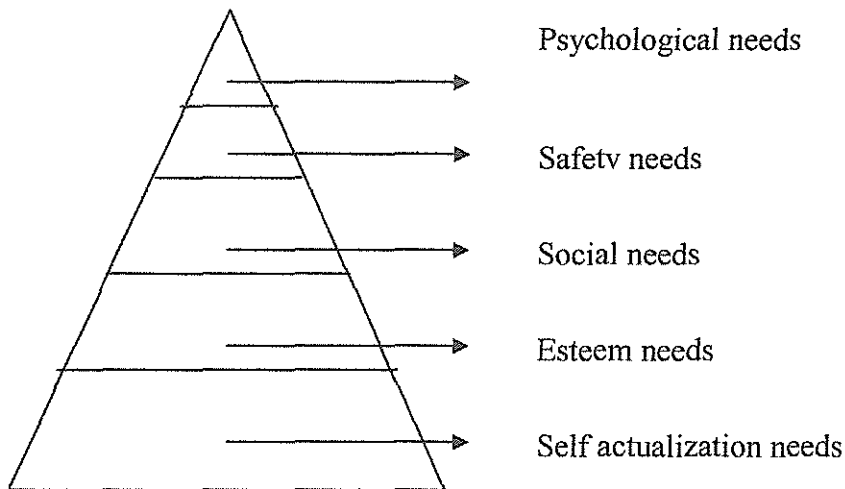 Psychological needs
Safetv needs
Social needs
Esteem needs
Self actualization needs